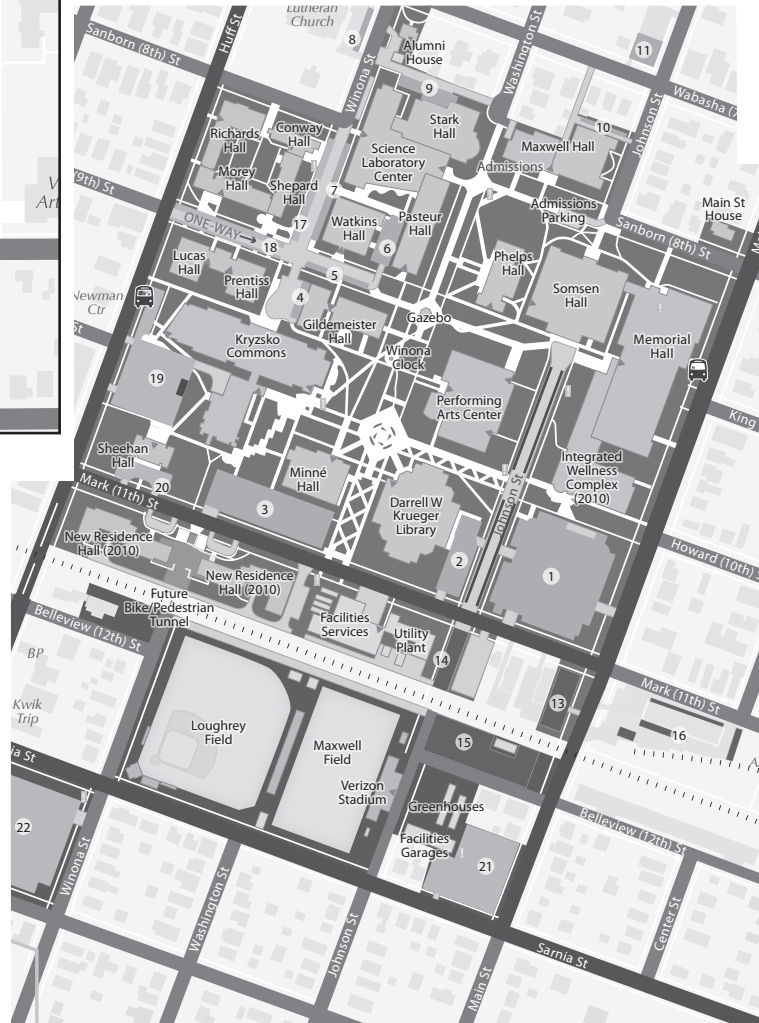 Lutheran
Church
Huff St
Sanborn (8th) St
8
Winona St
Alumni
House
Washington St
11
9
Wabasha (7
Stark
Hall
10
Johnson St
Conway
Hall
Richards
Hall
Science
Laboratory
Center
Maxwell Hall
Admissions
Morey
Hall
Shepard
Hall
7
(9th) St
Admissions
Parking
Main St
House
ONE-WAY
17
18
Watkins
Hall
Pasteur
Hall
6
Sanborn (8th) St
Lucas
Hall
Prentiss
Hall
5
Phelps
Hall
Somsen
Hall
Newman
Ctr
4
Gildemeister
Hall
Gazebo
St
Kryzsko
Commons
Winona
Clock
Memorial
Hall
19
Performing
Arts Center
King
Sheehan
Hall
20
Mark (11th) St
Minné
Hall
Integrated
Wellness
Complex
(2010)
Johnson St
3
Darrell W
Krueger
Library
2
1
Howard (10th) S
New Residence
Hall (2010)
New Residence
Hall (2010)
Future
Bike/Pedestrian
Tunnel
Facilities
Services
Utility
Plant
Belleview (12th) St
14
BP
Kwik
Trip
13
Mark (11th) St
16
15
Loughrey
Field
Maxwell
Field
Verizon
Stadium
ia St
Greenhouses
Facilities
Garages
21
Belleview (12th) St
22
Winona St
Washington St
Johnson St
Main St
Sarnia St
Center St